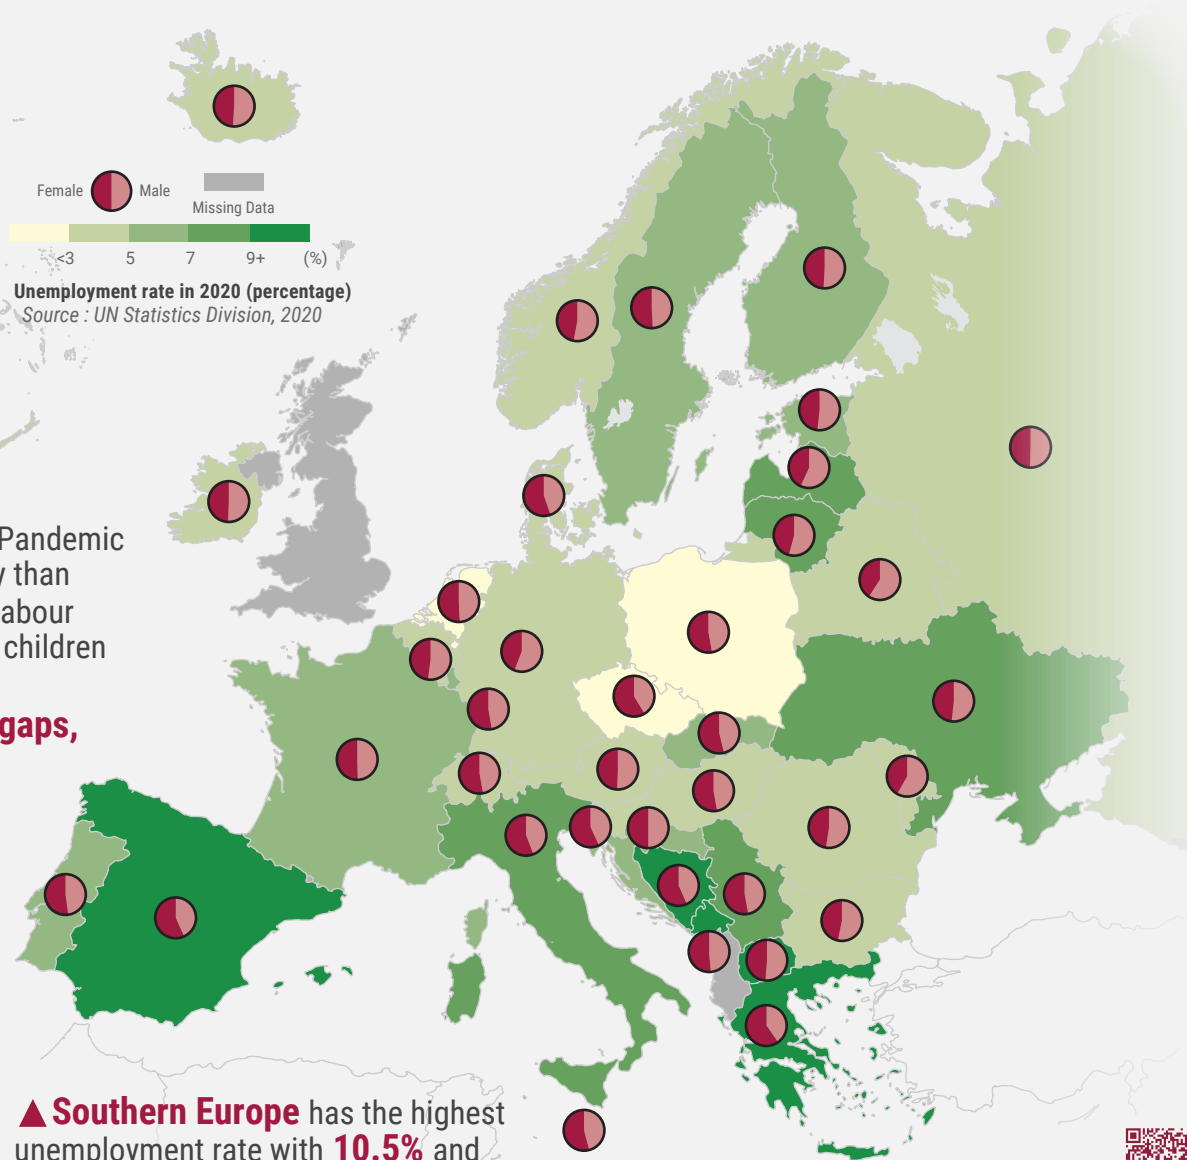 Female Male
Missing Data
<3 5 7 9+ (%)
Unemployment rate in 2020 (percentage)
Source : UN Statistics Division, 2020
Pandemic
than
abour
children
gaps,
▲Southern Europe has the highest
unemployment rate with 10.5% and